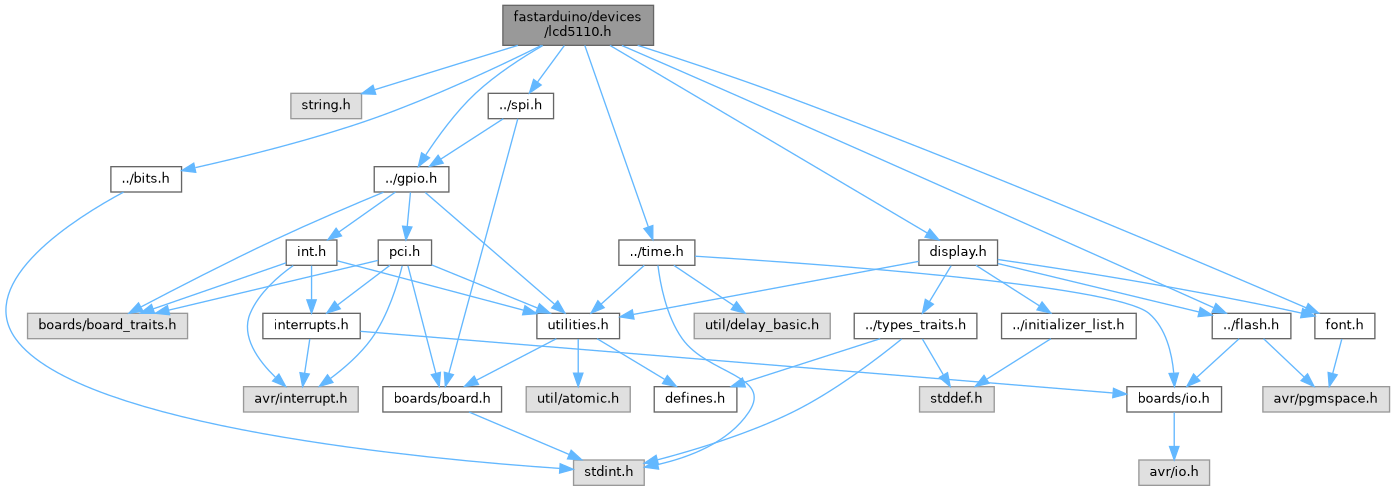 fastarduino/devices
/lcd5110.h
string.h
../spi.h
../bits.h
../gpio.h
int.h
pci.h
../time.h
display.h
boards/board_traits.h
interrupts.h
utilities.h
util/delay_basic.h
../types_traits.h
../initializer_list.h
../flash.h
font.h
avr/interrupt.h
boards/board.h
util/atomic.h
defines.h
stddef.h
boards/io.h
avr/pgmspace.h
stdint.h
avr/io.h